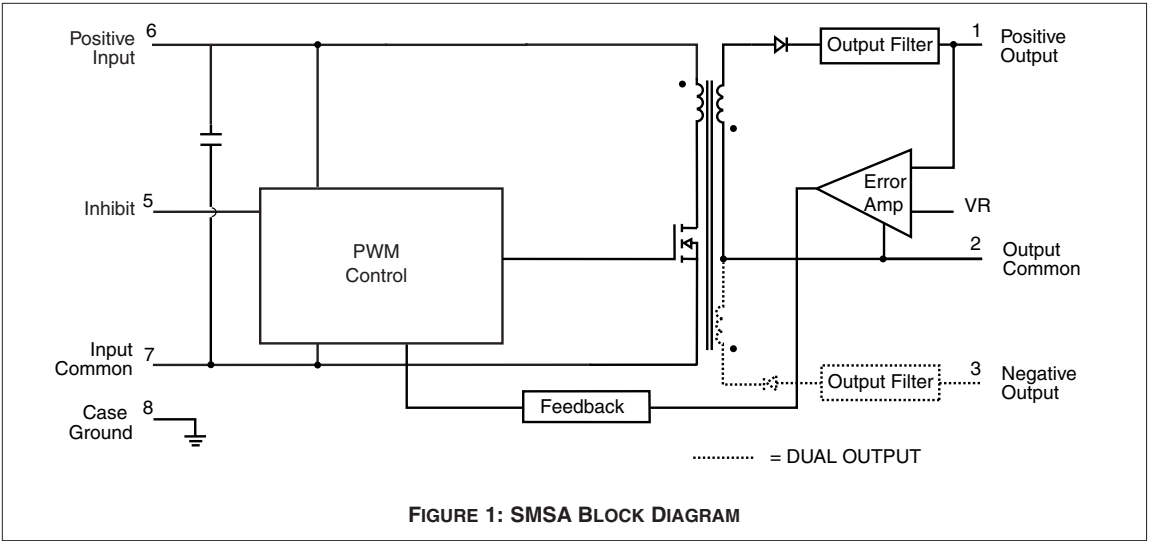 6
Positive
Input
1
Positive
Output
Output Filter
Error
Amp
VR
Inhibit
5
PWM
Control
2
Output
Common
Input
Common
7
Output Filter
3
Negative
Output
Case
Ground
8
Feedback
= DUAL OUTPUT
FIGURE 1: SMSA BLOCK DIAGRAM